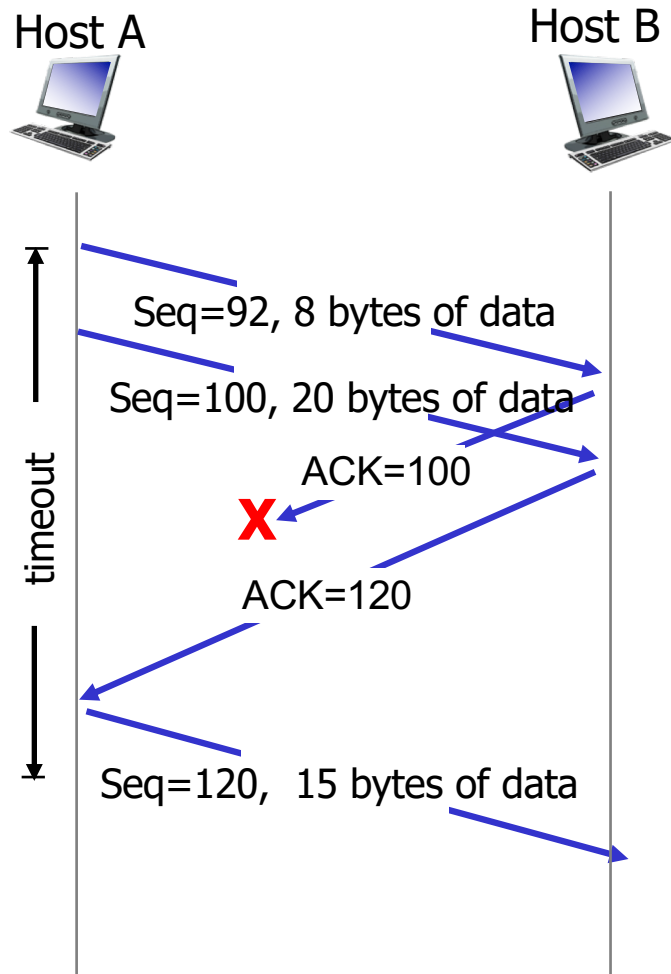 Host A
Host B
Seq=92, 8 bytes of data
Seq=100, 20 bytes of data
ACK=100
X
timeout
ACK=120
Seq=120, 15 bytes of data